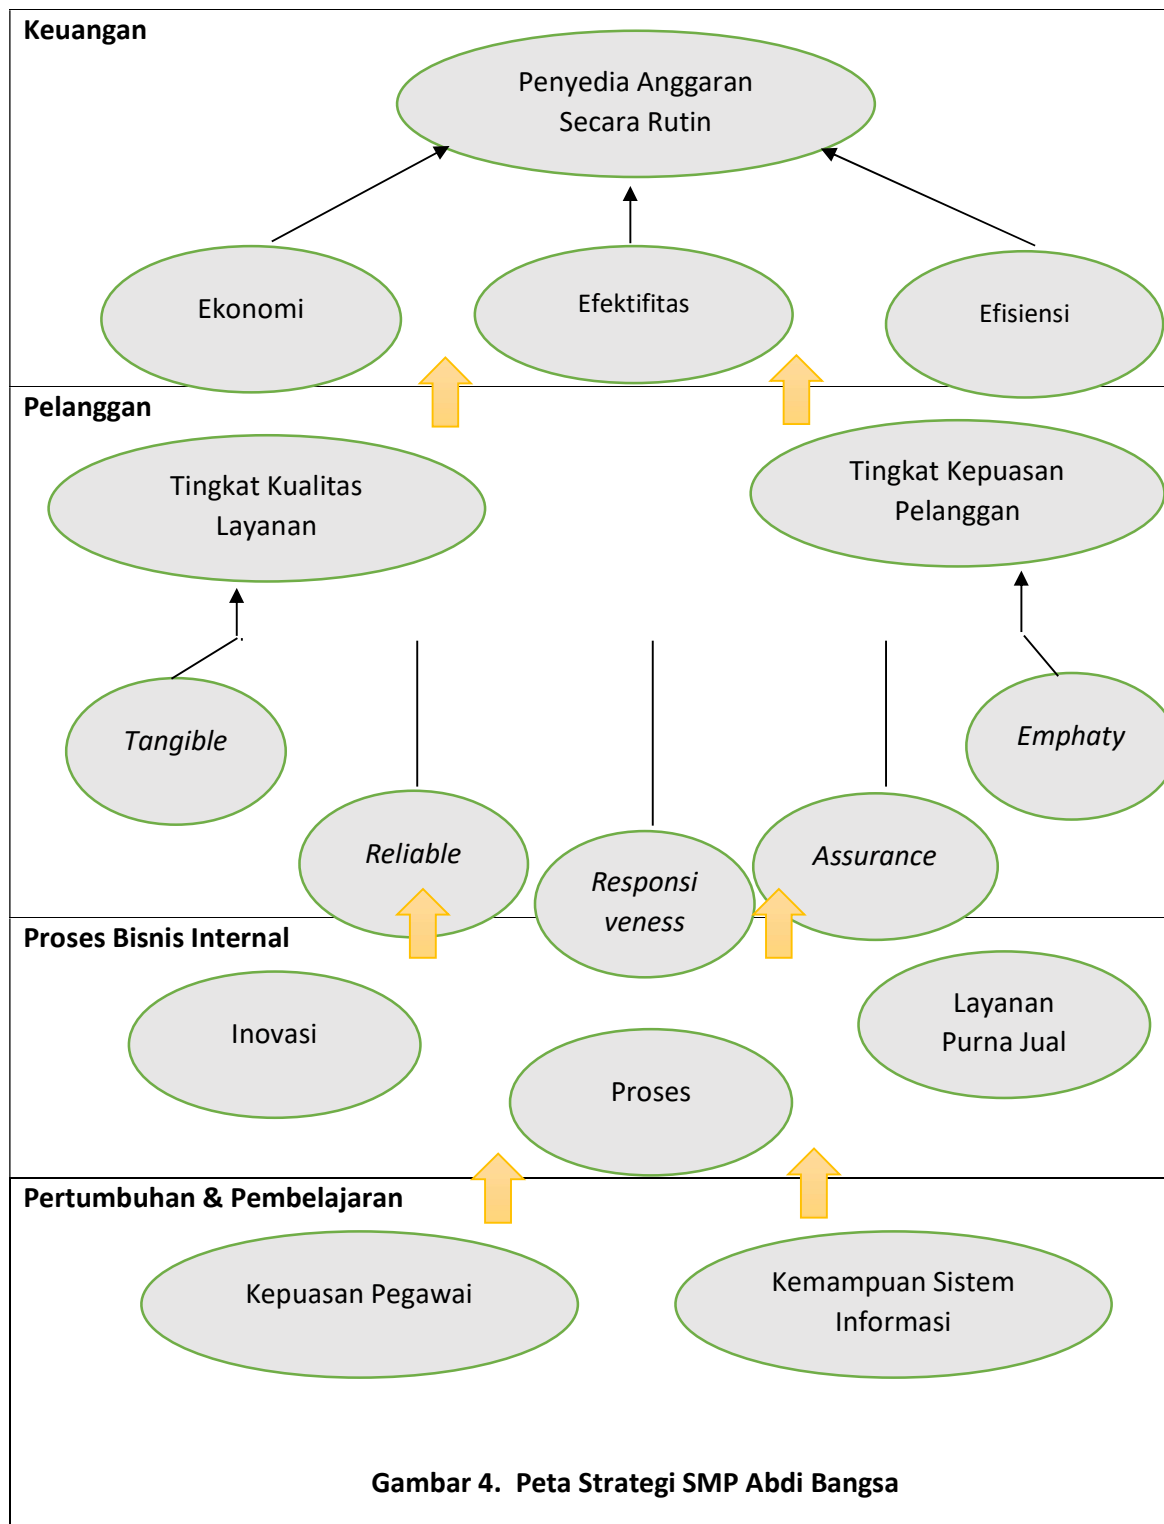 Keuangan
Penyedia Anggaran
Secara Rutin
Ekonomi
Efektifitas
Efisiensi
Pelanggan
Tingkat Kualitas
Layanan
Tingkat Kepuasan
Pelanggan
Tangible
Emphaty
Reliable
Responsi
veness
Assurance
Proses Bisnis Internal
Inovasi
Proses
Layanan
Purna Jual
Pertumbuhan & Pembelajaran
Kepuasan Pegawai
Kemampuan Sistem
Informasi
Gambar 4. Peta Strategi SMP Abdi Bangsa